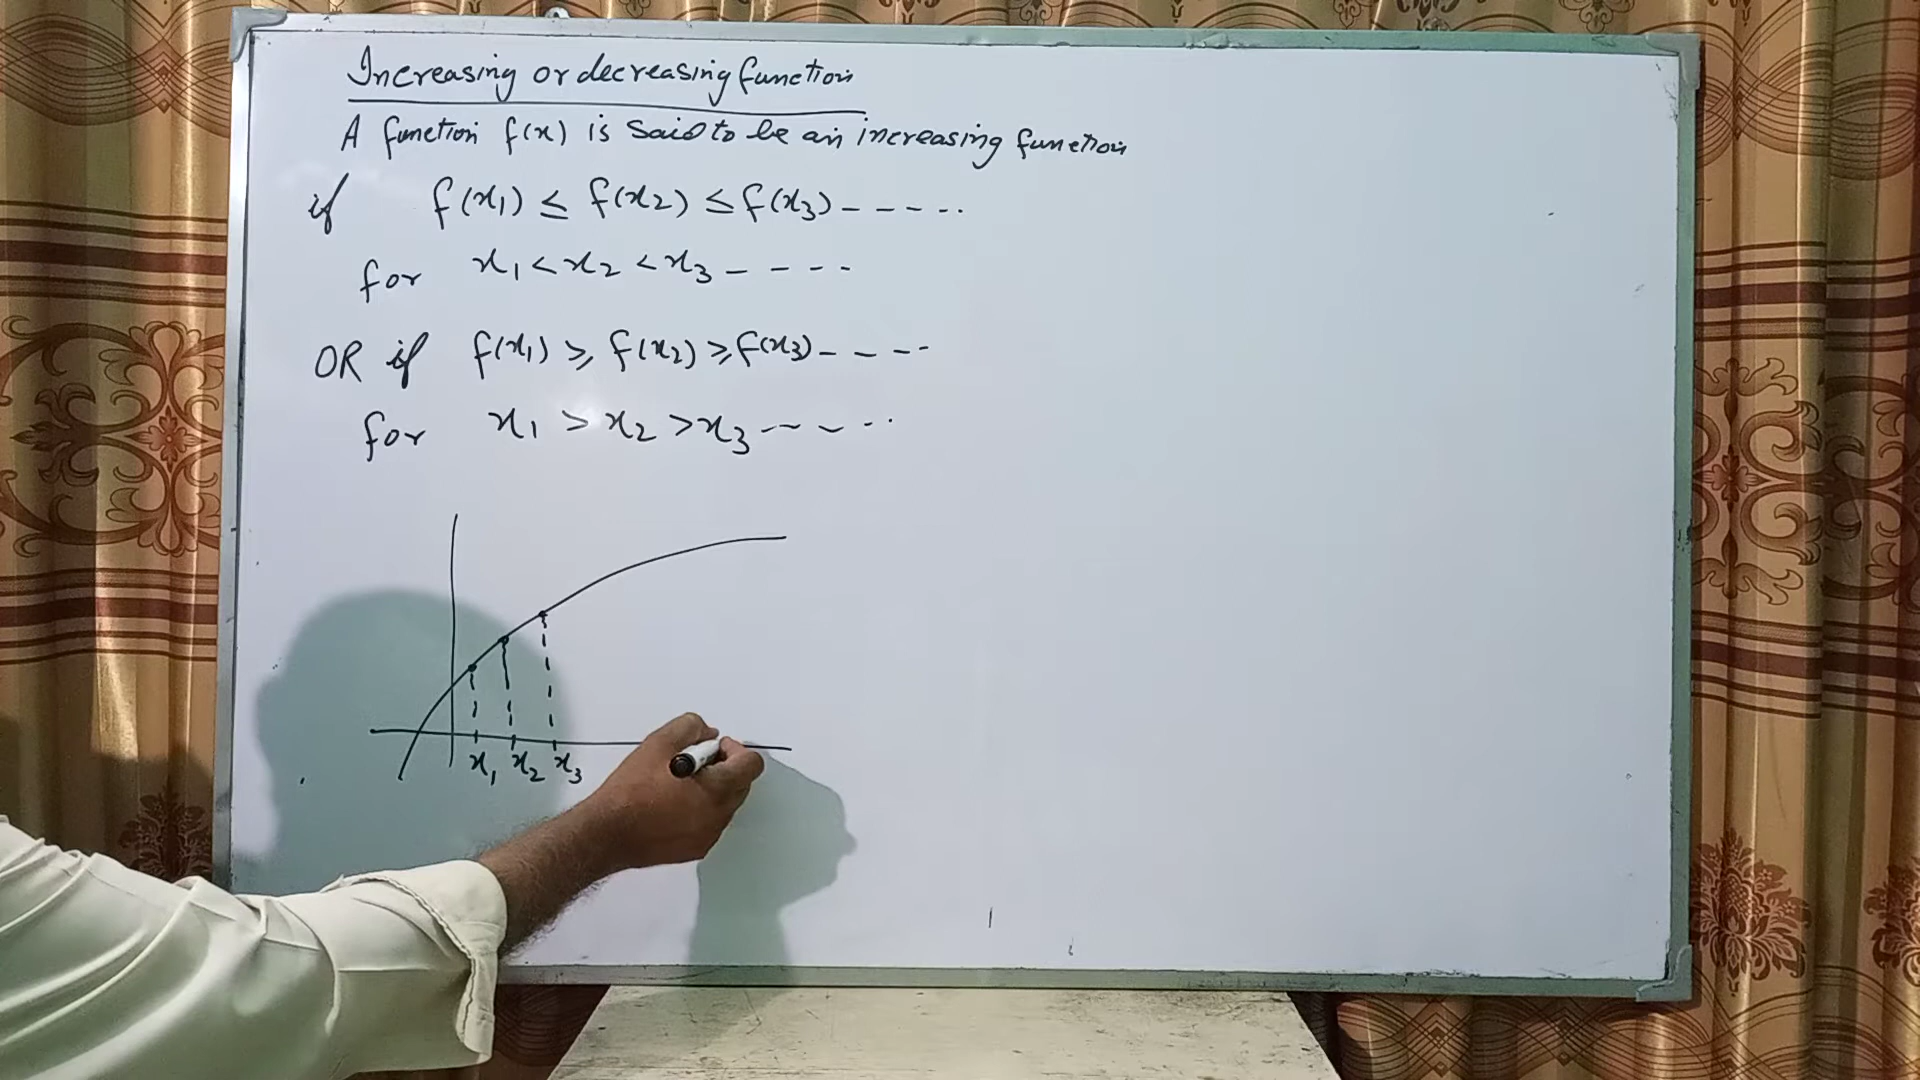 Increasing or decreasing function
A function f(x) is said to be an increasing function
if f(x₁) ≤ f(x₂) ≤ f(x₃) - - - - -
for x₁ < x₂ < x₃ - - - -
OR if f(x₁) ≥ f(x₂) ≥ f(x₃) - - - -
for x₁ > x₂ > x₃ - - - -
x₁ x₂ x₃